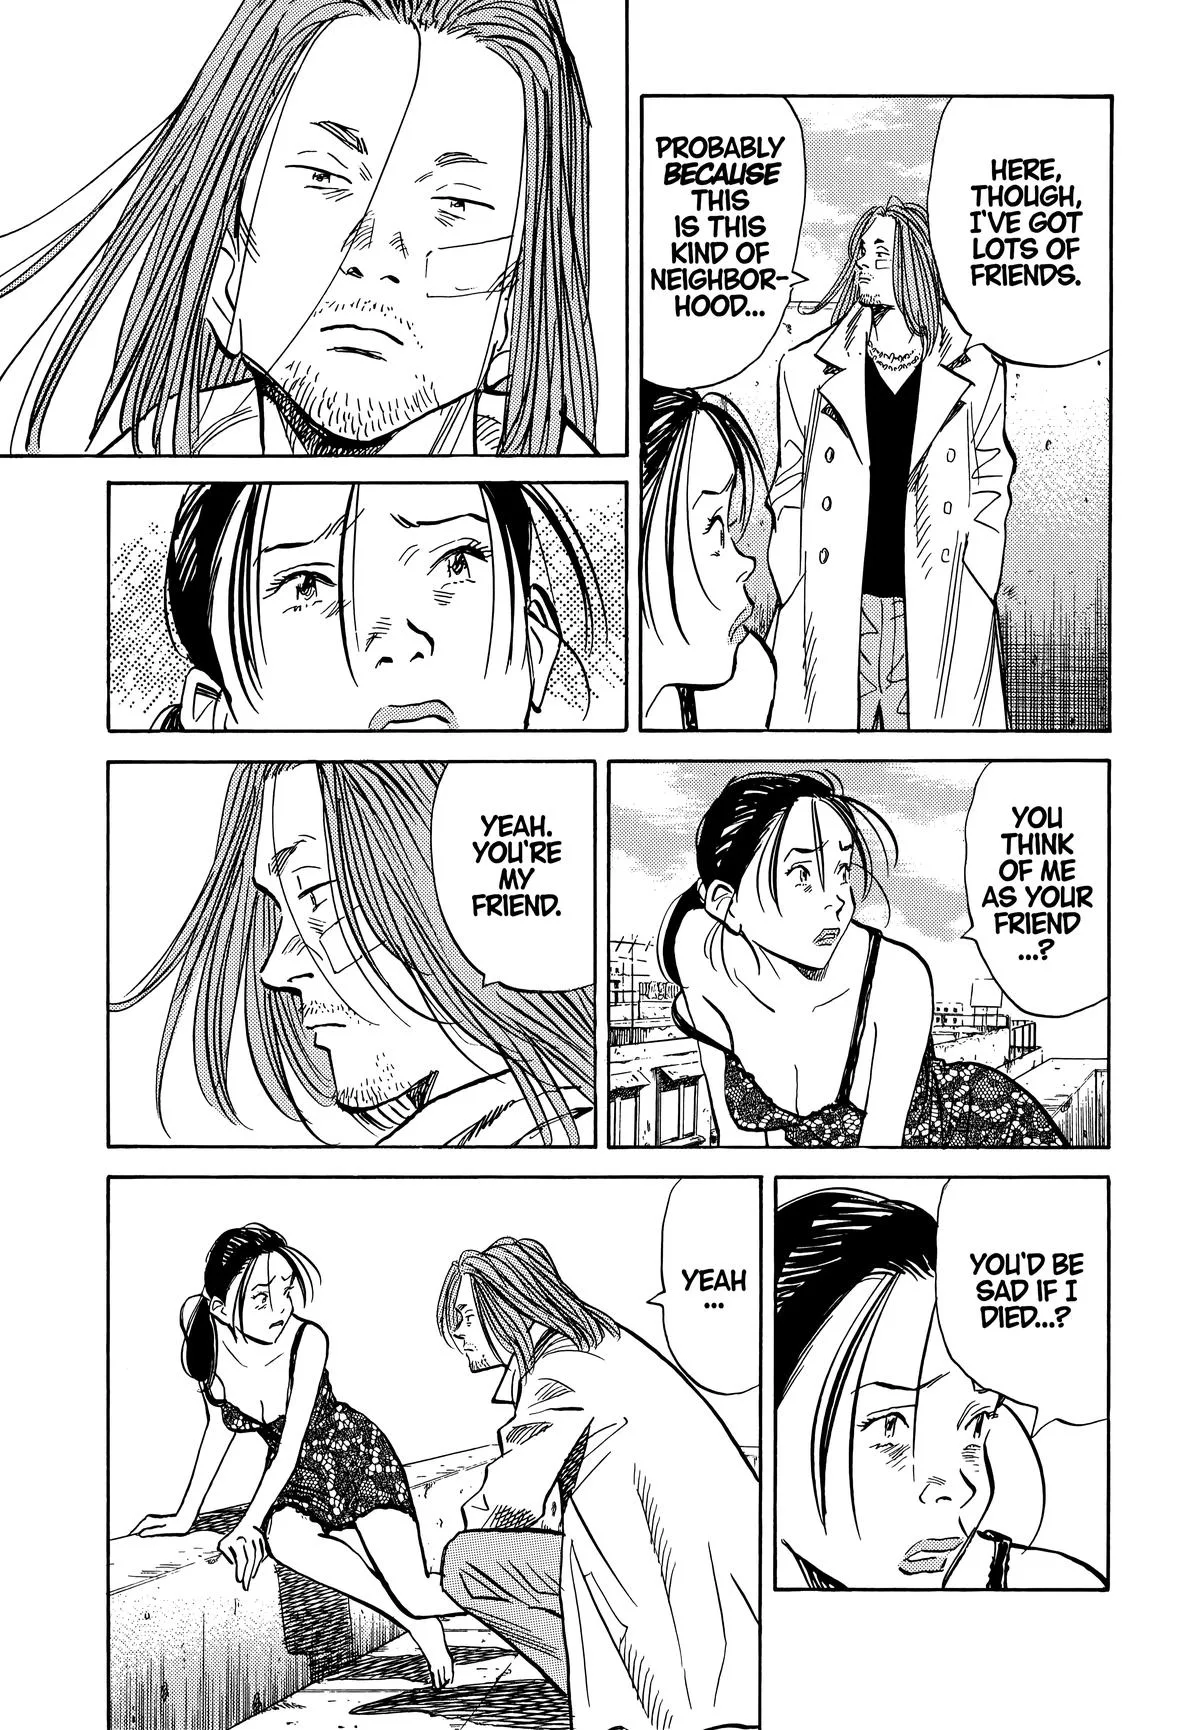 HERE,
THOUGH,
I'VE GOT
LOTS OF
FRIENDS.
PROBABLY
BECAUSE
THIS
IS THIS
KIND OF
NEIGHBOR-
HOOD...
YOU
THINK
OF ME
AS YOUR
FRIEND
...?
YEAH.
YOU'RE
MY
FRIEND.
YOU'D BE
SAD IF I
DIED...?
YEAH
...